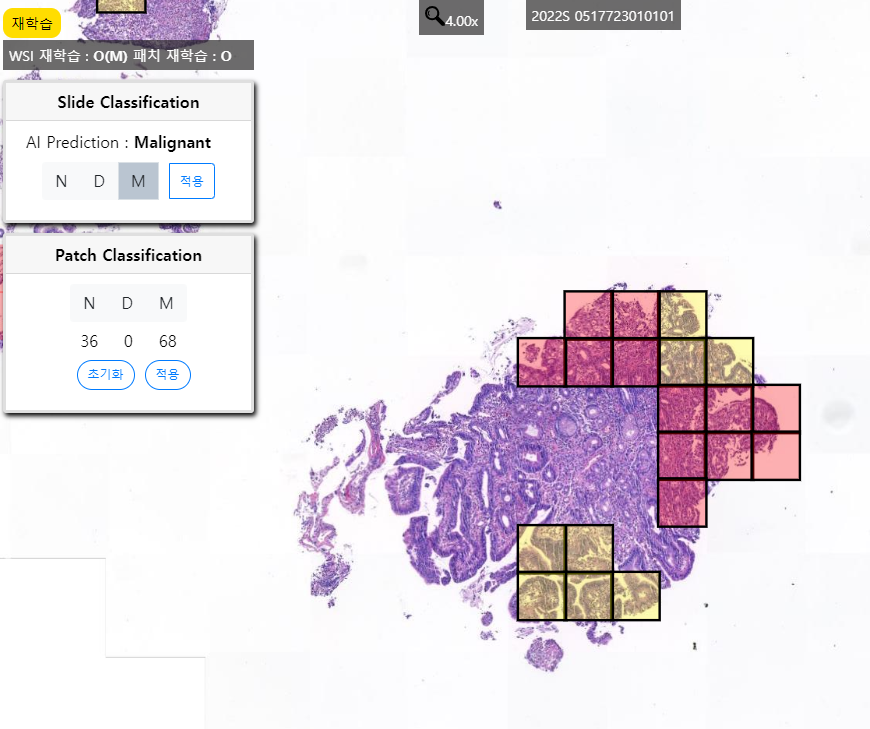 재학습
4.00x
2022S 0517723010101
WSI 재학습 : O(M) 패치 재학습 : O
Slide Classification
AI Prediction : Malignant
N D M 적용
Patch Classification
N D M
36 0 68
초기화 적용